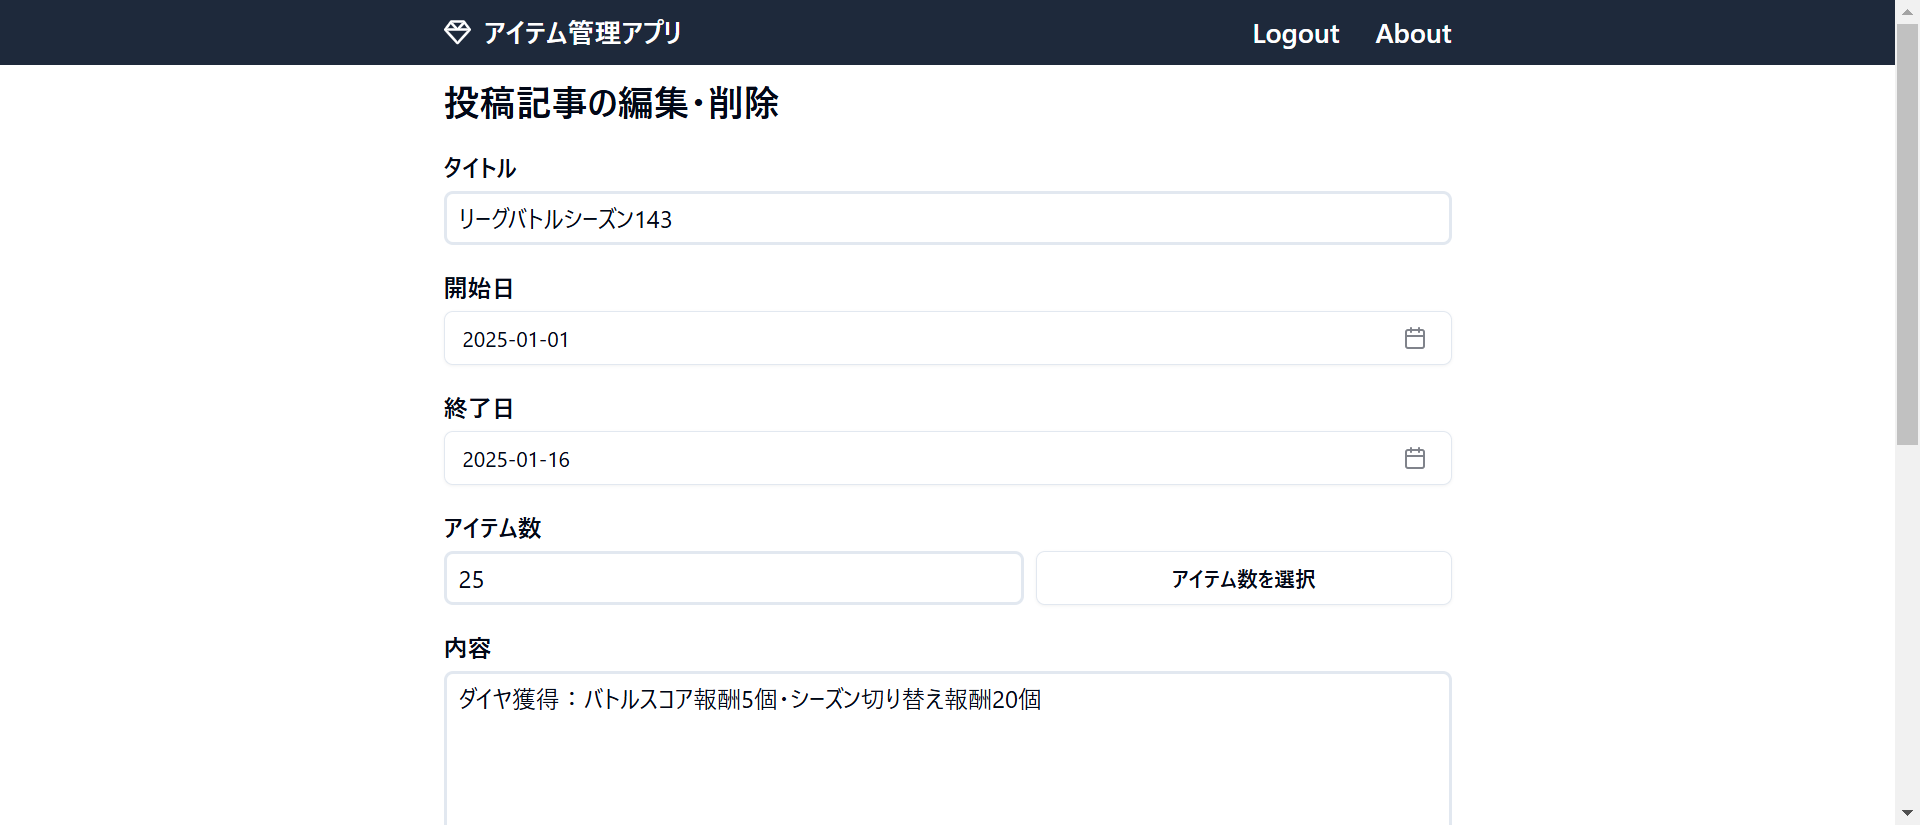 アイテム管理アプリ Logout About
投稿記事の編集・削除
タイトル
リーグバトルシーズン143
開始日
2025-01-01
終了日
2025-01-16
アイテム数
25 アイテム数を選択
内容
ダイヤ獲得：バトルスコア報酬5個・シーズン切り替え報酬20個